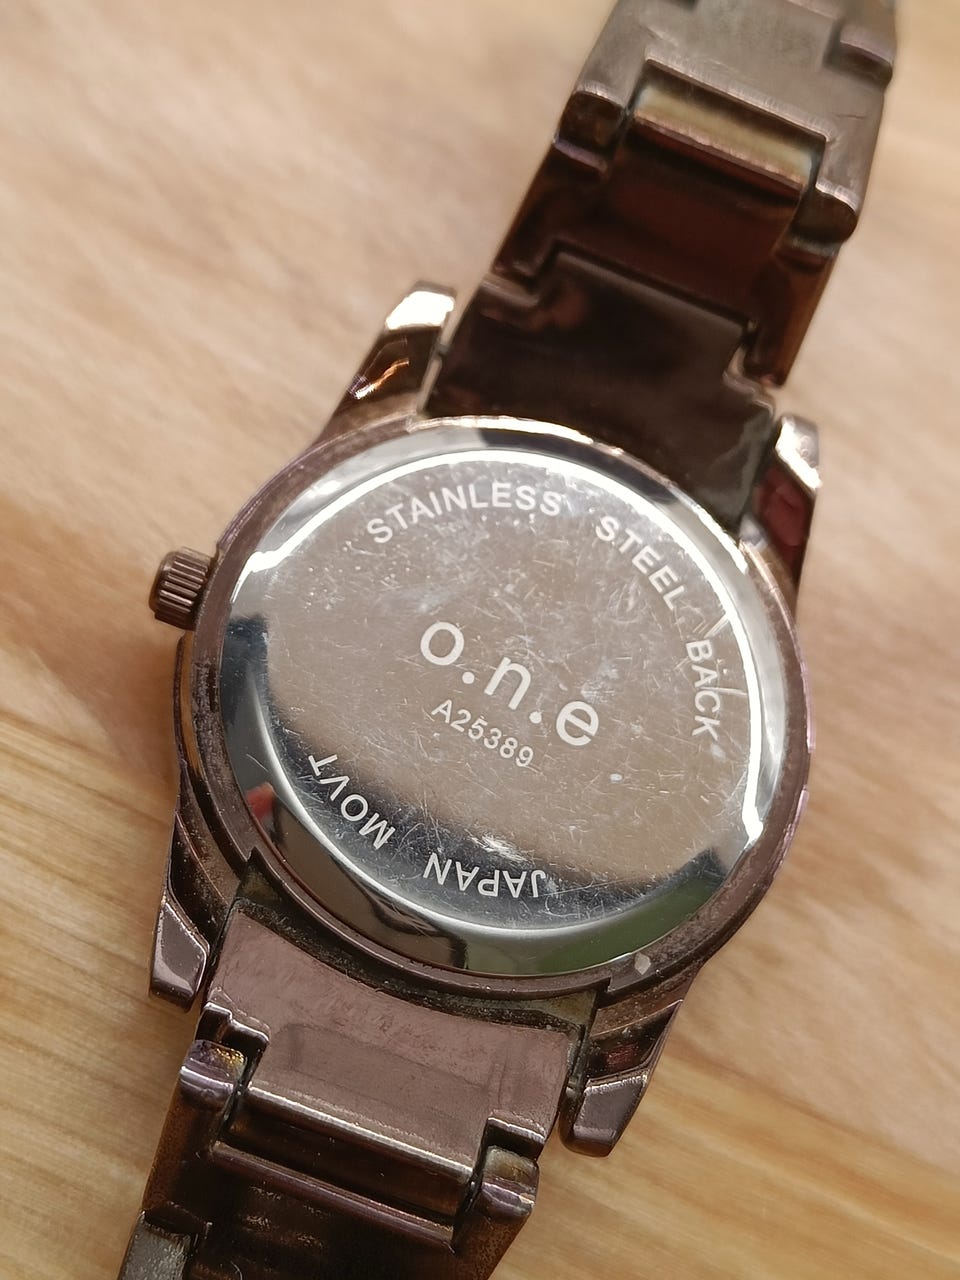 STAINLESS STEEL BACK
o.n.e
A25389
JAPAN MOVT